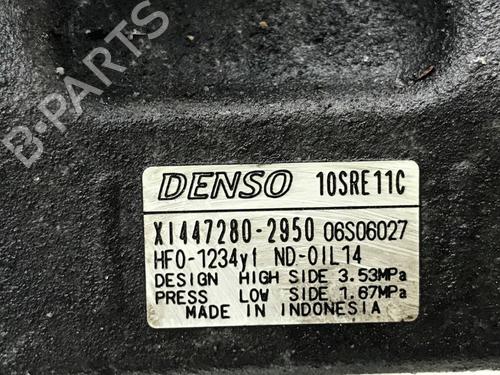 B-PARTS
DENSO 10SRE11C
XI447280-2950 06S06027
HFO-1234yf ND-OIL14
DESIGN HIGH SIDE 3.53MPa
PRESS LOW SIDE 1.67MPa
MADE IN INDONESIA